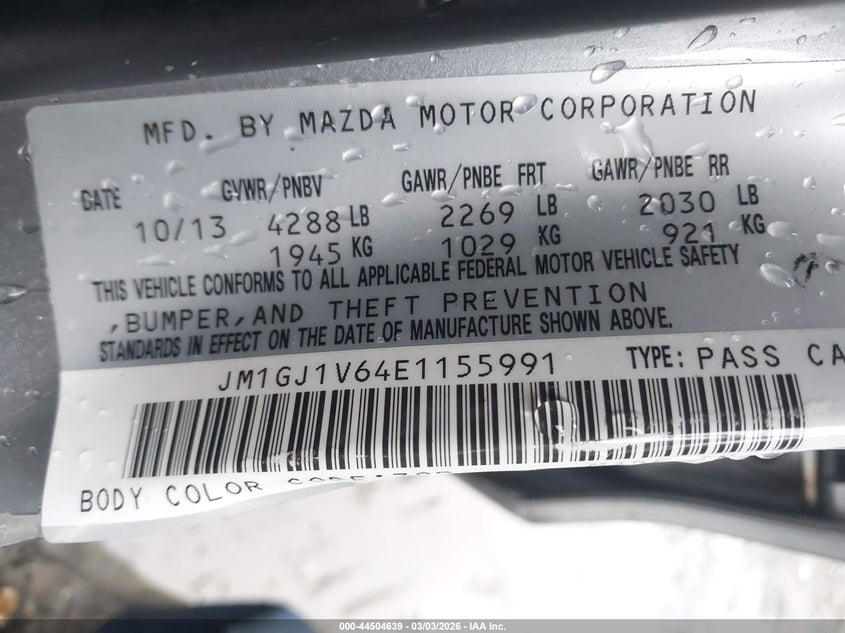 MFD. BY MAZDA MOTOR CORPORATION
DATE GVWR/PNBV GAWR/PNBE FRT GAWR/PNBE RR
10/13 4288 LB 2269 LB 2030 LB
1945 KG 1029 KG 921 KG
THIS VEHICLE CONFORMS TO ALL APPLICABLE FEDERAL MOTOR VEHICLE SAFETY
,BUMPER,AND THEFT PREVENTION
STANDARDS IN EFFECT ON THE DATE OF MANUFACTURE SHOWN ABOVE.
JM1GJ1V64E1155991 TYPE: PASS CA
BODY COLOR
000-44504639 - 03/03/2026 - IAA Inc.